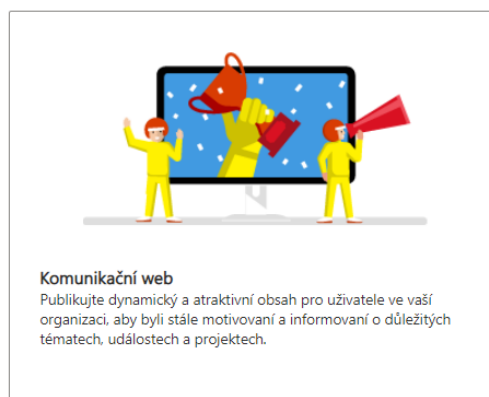 Komunikační web
Publikujte dynamický a atraktivní obsah pro uživatele ve vaší
organizaci, aby byli stále motivovaní a informovaní o důležitých
tématech, událostech a projektech.